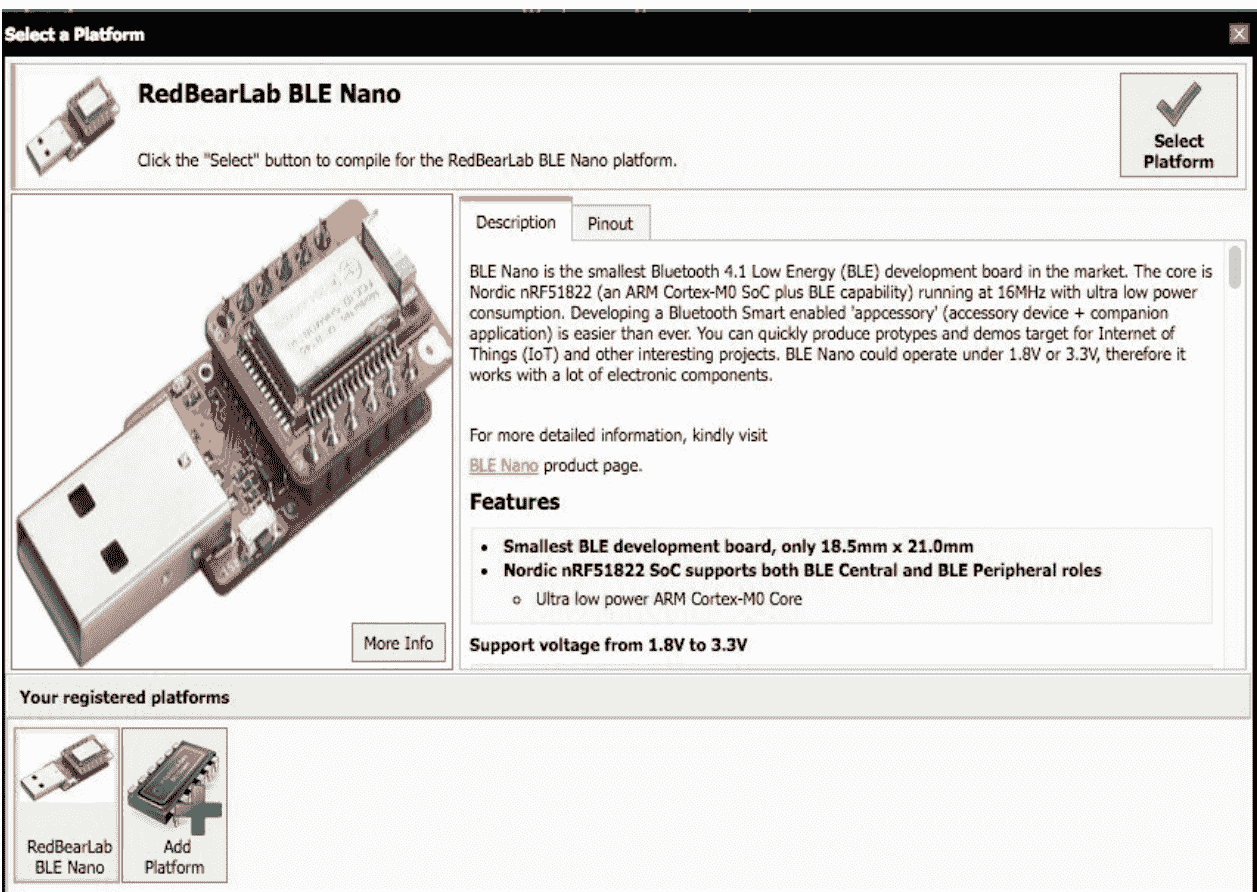 Select a Platform
RedBearLab BLE Nano
Click the "Select" button to compile for the RedBearLab BLE Nano platform.
Select
Platform
Description
Pinout
BLE Nano is the smallest Bluetooth 4.1 Low Energy (BLE) development board in the market. The core is
Nordic nRF51822 (an ARM Cortex-M0 SoC plus BLE capability) running at 16MHz with ultra low power
consumption. Developing a Bluetooth Smart enabled 'appcessory' (accessory device + companion
application) is easier than ever. You can quickly produce protypes and demos target for Internet of
Things (IoT) and other interesting projects. BLE Nano could operate under 1.8V or 3.3V, therefore it
works with a lot of electronic components.
For more detailed information, kindly visit
BLE Nano product page.
Features
• Smallest BLE development board, only 18.5mm x 21.0mm
• Nordic nRF51822 SoC supports both BLE Central and BLE Peripheral roles
○ Ultra low power ARM Cortex-M0 Core
Support voltage from 1.8V to 3.3V
More Info
Your registered platforms
RedBearLab
BLE Nano
Add
Platform